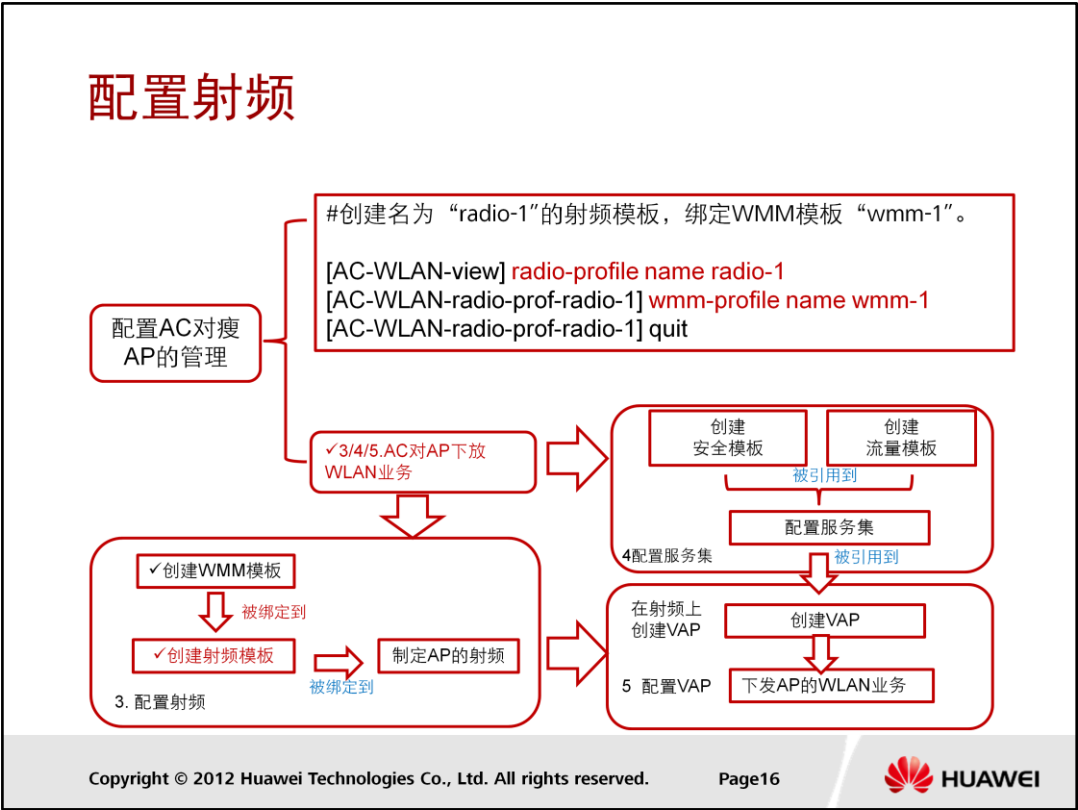 配置射频
#创建名为“radio-1”的射频模板，绑定WMM模板“wmm-1”。
[AC-WLAN-view] radio-profile name radio-1
[AC-WLAN-radio-prof-radio-1] wmm-profile name wmm-1
[AC-WLAN-radio-prof-radio-1] quit
配置AC对瘦
AP的管理
✓3/4/5.AC对AP下放
WLAN业务
创建
安全模板
创建
流量模板
被引用到
配置服务集
4配置服务集
被引用到
✓创建WMM模板
被绑定到
✓创建射频模板
被绑定到
制定AP的射频
3. 配置射频
在射频上
创建VAP
创建VAP
5 配置VAP
下发AP的WLAN业务
Copyright © 2012 Huawei Technologies Co., Ltd. All rights reserved.
Page16
HUAWEI